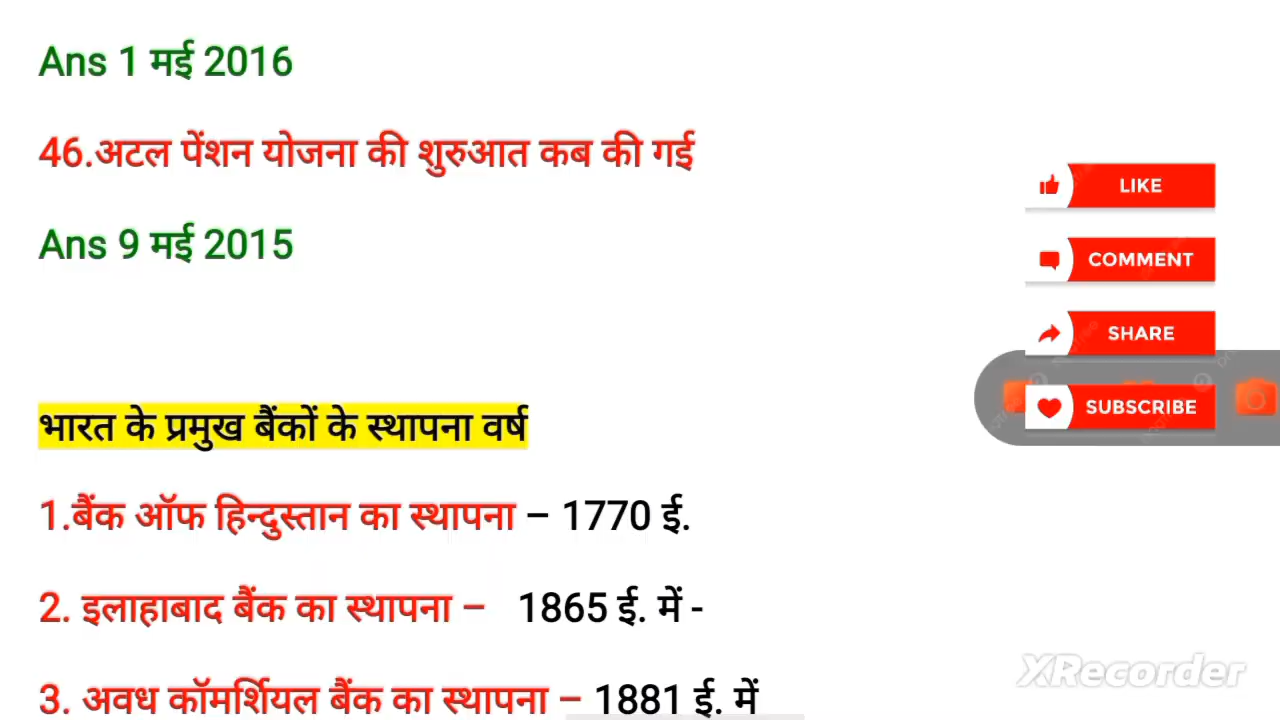 Ans 1 मई 2016
46.अटल पेंशन योजना की शुरुआत कब की गई
Ans 9 मई 2015
LIKE
COMMENT
SHARE
SUBSCRIBE
भारत के प्रमुख बैंकों के स्थापना वर्ष
1.बैंक ऑफ हिन्दुस्तान का स्थापना – 1770 ई.
2. इलाहाबाद बैंक का स्थापना – 1865 ई. में -
3. अवध कॉमर्शियल बैंक का स्थापना – 1881 ई. में
XRecorder